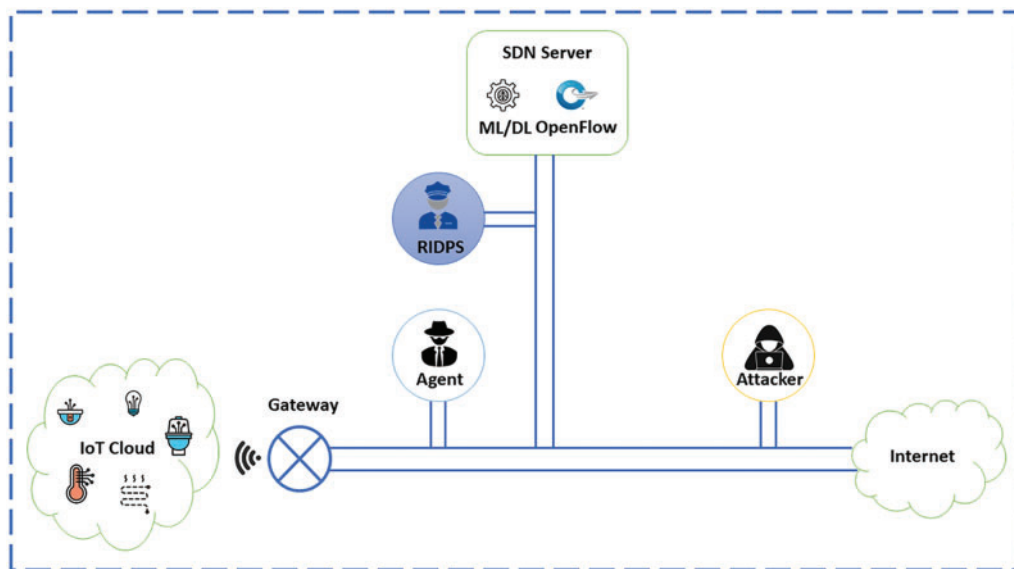 SDN Server
ML/DL OpenFlow
RIDPS
Agent
Attacker
Gateway
IoT Cloud
Internet